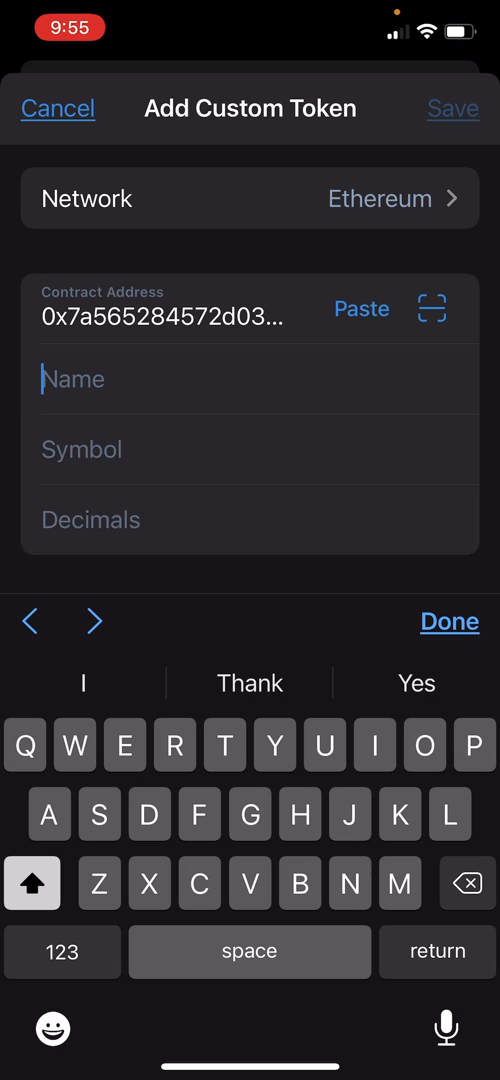 9:55
Cancel Add Custom Token Save
Network Ethereum
Contract Address
0x7a565284572d03...
Paste
Name
Symbol
Decimals
Done
I Thank Yes
Q W E R T Y U I O P
A S D F G H J K L
Z X C V B N M
123 space return